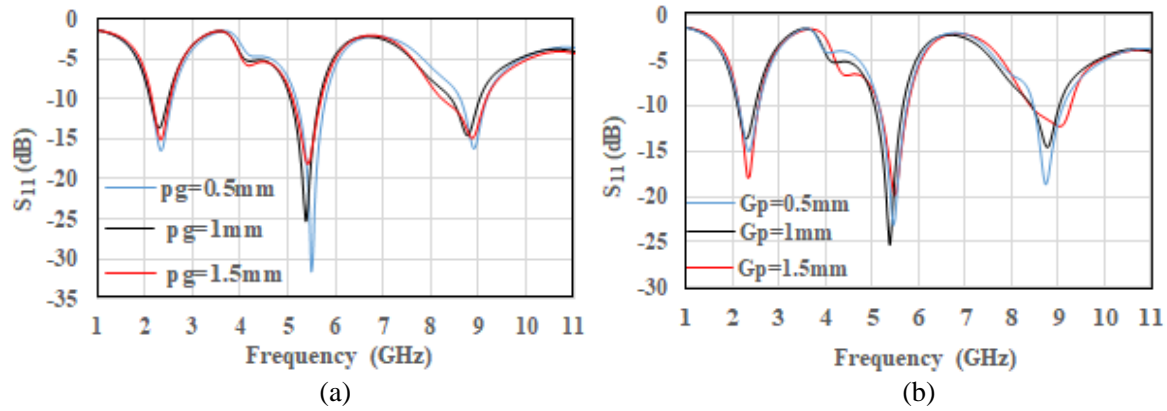 0
-5
-10
-15
-20
-25
-30
-35
S11 (dB)
pg=0.5mm
pg=1mm
pg=1.5mm
1 2 3 4 5 6 7 8 9 10 11
Frequency (GHz)
(a)
0
-5
-10
-15
-20
-25
-30
S11 (dB)
Gp=0.5mm
Gp=1mm
Gp=1.5mm
1 2 3 4 5 6 7 8 9 10 11
Frequency (GHz)
(b)